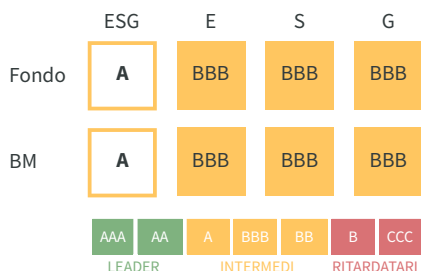 ESG E S G
Fondo A BBB BBB BBB
BM A BBB BBB BBB
AAA AA A BBB BB B CCC
LEADER INTERMEDI RITARDATARI